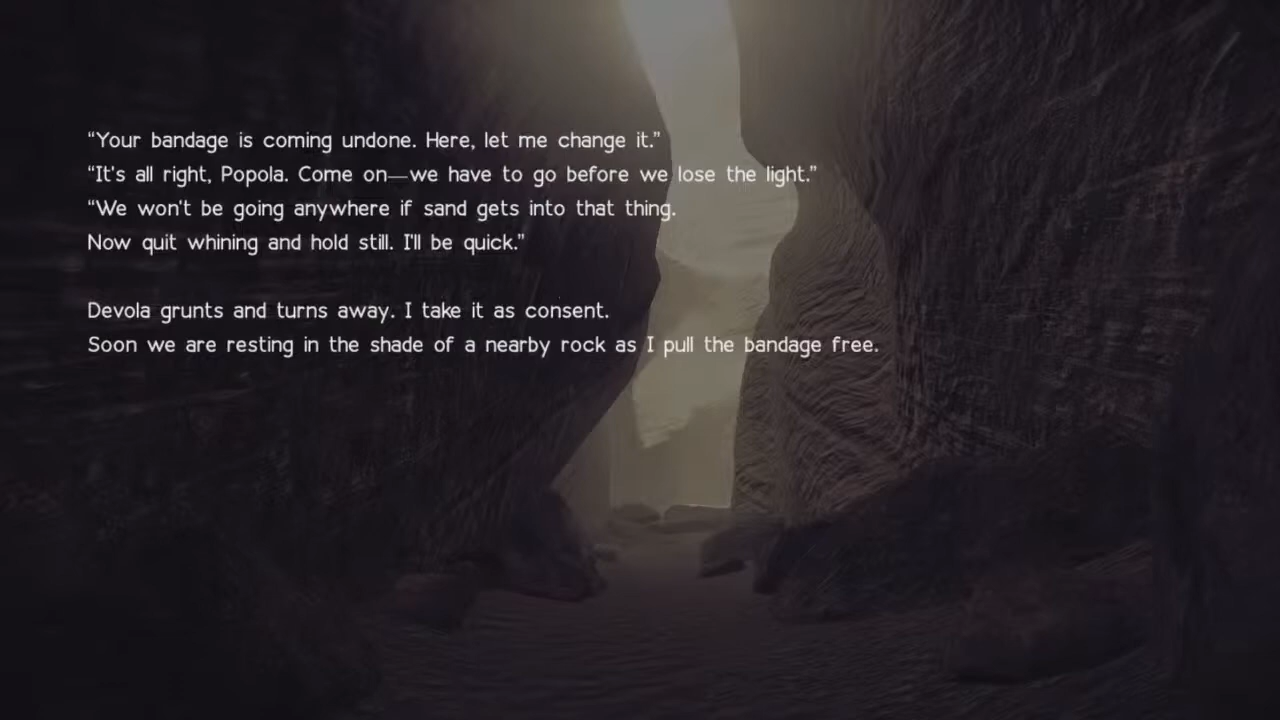 “Your bandage is coming undone. Here, let me change it.”
“It's all right, Popola. Come on—we have to go before we lose the light.”
“We won't be going anywhere if sand gets into that thing.
Now quit whining and hold still. I'll be quick.”
Devola grunts and turns away. I take it as consent.
Soon we are resting in the shade of a nearby rock as I pull the bandage free.